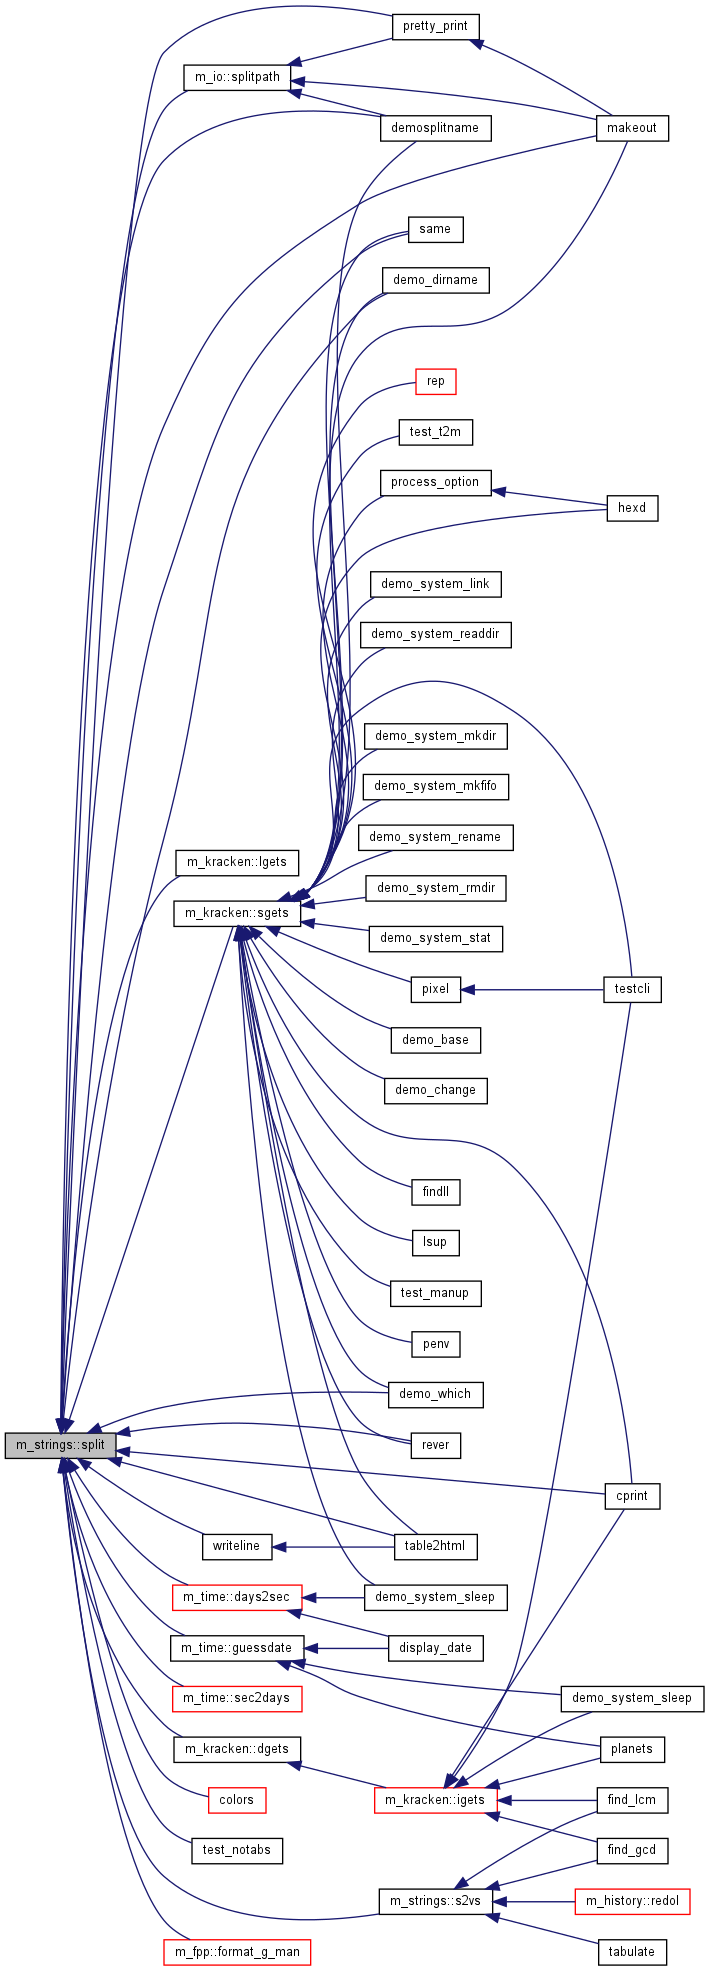 pretty_print
m_io::splitpath
demosplitname
makeout
same
demo_dirname
rep
test_t2m
process_option
hexd
demo_system_link
demo_system_readdir
demo_system_mkdir
demo_system_mkfifo
demo_system_rename
m_kracken::lgets
demo_system_rmdir
m_kracken::sgets
demo_system_stat
pixel
testcli
demo_base
demo_change
findll
lsup
test_manup
penv
demo_which
m_strings::split
rever
cprint
writeline
table2html
m_time::days2sec
demo_system_sleep
m_time::guessdate
display_date
m_time::sec2days
demo_system_sleep
m_kracken::dgets
planets
colors
m_kracken::igets
find_lcm
test_notabs
find_gcd
m_strings::s2vs
m_history::redol
m_fpp::format_g_man
tabulate